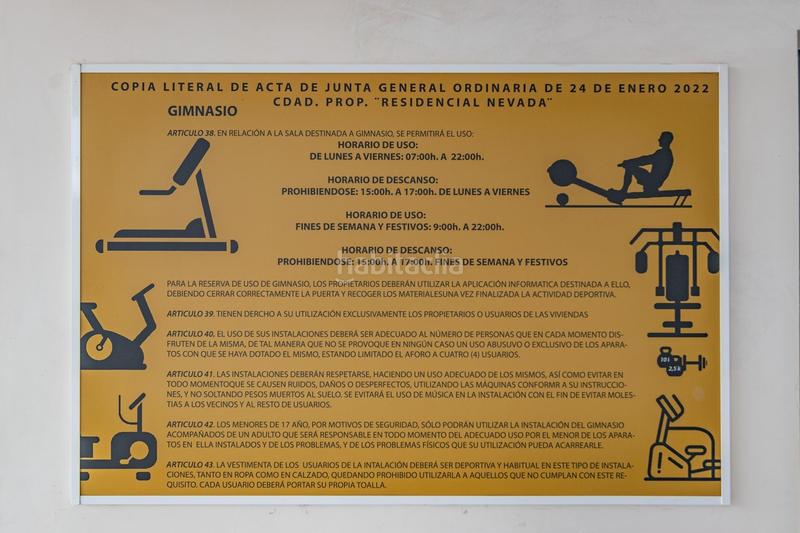 COPIA LITERAL DE ACTA DE JUNTA GENERAL ORDINARIA DE 24 DE ENERO 2022
CDAD. PROP. ¨RESIDENCIAL NEVADA¨
GIMNASIO
ARTICULO 38. EN RELACIÓN A LA SALA DESTINADA A GIMNASIO, SE PERMITIRÁ EL USO:
HORARIO DE USO:
DE LUNES A VIERNES: 07:00h. A 22:00h.
HORARIO DE DESCANSO:
PROHIBIENDOSE: 15:00h. A 17:00h. DE LUNES A VIERNES
HORARIO DE USO:
FINES DE SEMANA Y FESTIVOS: 9:00h. A 22:00h.
HORARIO DE DESCANSO:
PROHIBIENDOSE: 15:00h. A 17:00h. FINES DE SEMANA Y FESTIVOS
habitaclia
PARA LA RESERVA DE USO DE GIMNASIO, LOS PROPIETARIOS DEBERÁN UTILIZAR LA APLICACIÓN INFORMATICA DESTINADA A ELLO,
DEBIENDO CERRAR CORRECTAMENTE LA PUERTA Y RECOGER LOS MATERIALESUNA VEZ FINALIZADA LA ACTIVIDAD DEPORTIVA.
ARTICULO 39. TIENEN DERCHO A SU UTILIZACIÓN EXCLUSIVAMENTE LOS PROPIETARIOS O USUARIOS DE LAS VIVIENDAS
ARTICULO 40. EL USO DE SUS INSTALACIONES DEBERÁ SER ADECUADO AL NÚMERO DE PERSONAS QUE EN CADA MOMENTO DIS-
FRUTEN DE LA MISMA, DE TAL MANERA QUE NO SE PROVOQUE EN NINGÚN CASO UN USO ABUSIVO O EXCLUSIVO DE LOS APARA-
TOS CON QUE SE HAYA DOTADO EL MISMO, ESTANDO LIMITADO EL AFORO A CUATRO (4) USUARIOS.
ARTICULO 41. LAS INSTALACIONES DEBERÁN RESPETARSE, HACIENDO UN USO ADECUADO DE LOS MISMOS, ASÍ COMO EVITAR EN
TODO MOMENTOQUE SE CAUSEN RUIDOS, DAÑOS O DESPERFECTOS, UTILIZANDO LAS MÁQUINAS CONFORMR A SU INSTRUCCIO-
NES, Y NO SOLTANDO PESOS MUERTOS AL SUELO. SE EVITARÁ EL USO DE MÚSICA EN LA INSTALACIÓN CON EL FIN DE EVITAR MOLES-
TIAS A LOS VECINOS Y AL RESTO DE USUARIOS.
ARTICULO 42. LOS MENORES DE 17 AÑO, POR MOTIVOS DE SEGURIDAD, SÓLO PODRÁN UTILIZAR LA INSTALACIÓN DEL GIMNASIO
ACOMPAÑADOS DE UN ADULTO QUE SERÁ RESPONSABLE EN TODO MOMENTO DEL ADECUADO USO POR EL MENOR DE LOS APARA-
TOS EN ELLA INSTALADOS Y DE LOS PROBLEMAS, Y DE LOS PROBLEMAS FÍSICOS QUE SU UTILIZACIÓN PUEDA ACARREARLE.
ARTICULO 43. LA VESTIMENTA DE LOS USUARIOS DE LA INTALACIÓN DEBERÁ SER DEPORTIVA Y HABITUAL EN ESTE TIPO DE INSTALA-
CIONES, TANTO EN ROPA COMO EN CALZADO, QUEDANDO PROHIBIDO UTILIZARLA A AQUELLOS QUE NO CUMPLAN CON ESTE RE-
QUISITO. CADA USUARIO DEBERÁ PORTAR SU PROPIA TOALLA.
10 l
2,5 k